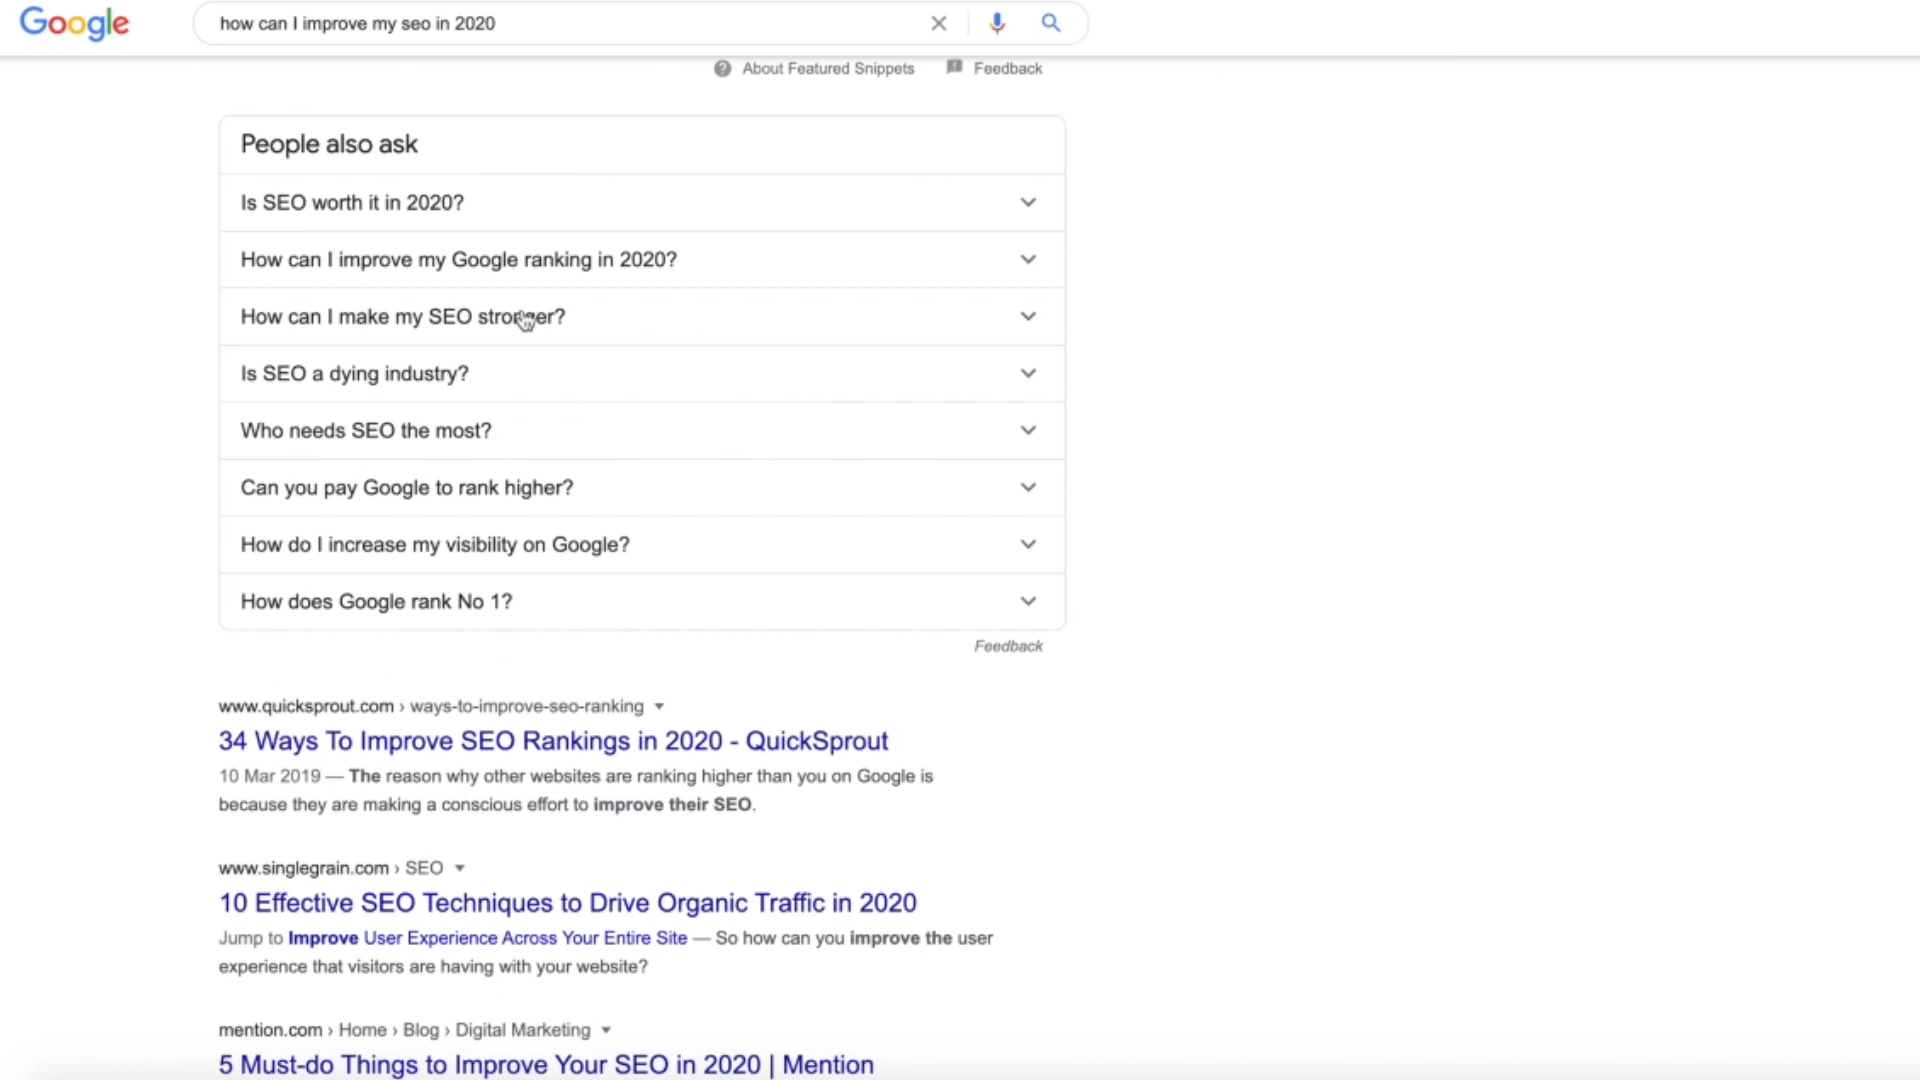 Google
how can I improve my seo in 2020
About Featured Snippets
Feedback
People also ask
Is SEO worth it in 2020?
How can I improve my Google ranking in 2020?
How can I make my SEO stronger?
Is SEO a dying industry?
Who needs SEO the most?
Can you pay Google to rank higher?
How do I increase my visibility on Google?
How does Google rank No 1?
Feedback
www.quicksprout.com › ways-to-improve-seo-ranking
34 Ways To Improve SEO Rankings in 2020 - QuickSprout
10 Mar 2019 — The reason why other websites are ranking higher than you on Google is
because they are making a conscious effort to improve their SEO.
www.singlegrain.com › SEO
10 Effective SEO Techniques to Drive Organic Traffic in 2020
Jump to Improve User Experience Across Your Entire Site — So how can you improve the user
experience that visitors are having with your website?
mention.com › Home › Blog › Digital Marketing
5 Must-do Things to Improve Your SEO in 2020 | Mention